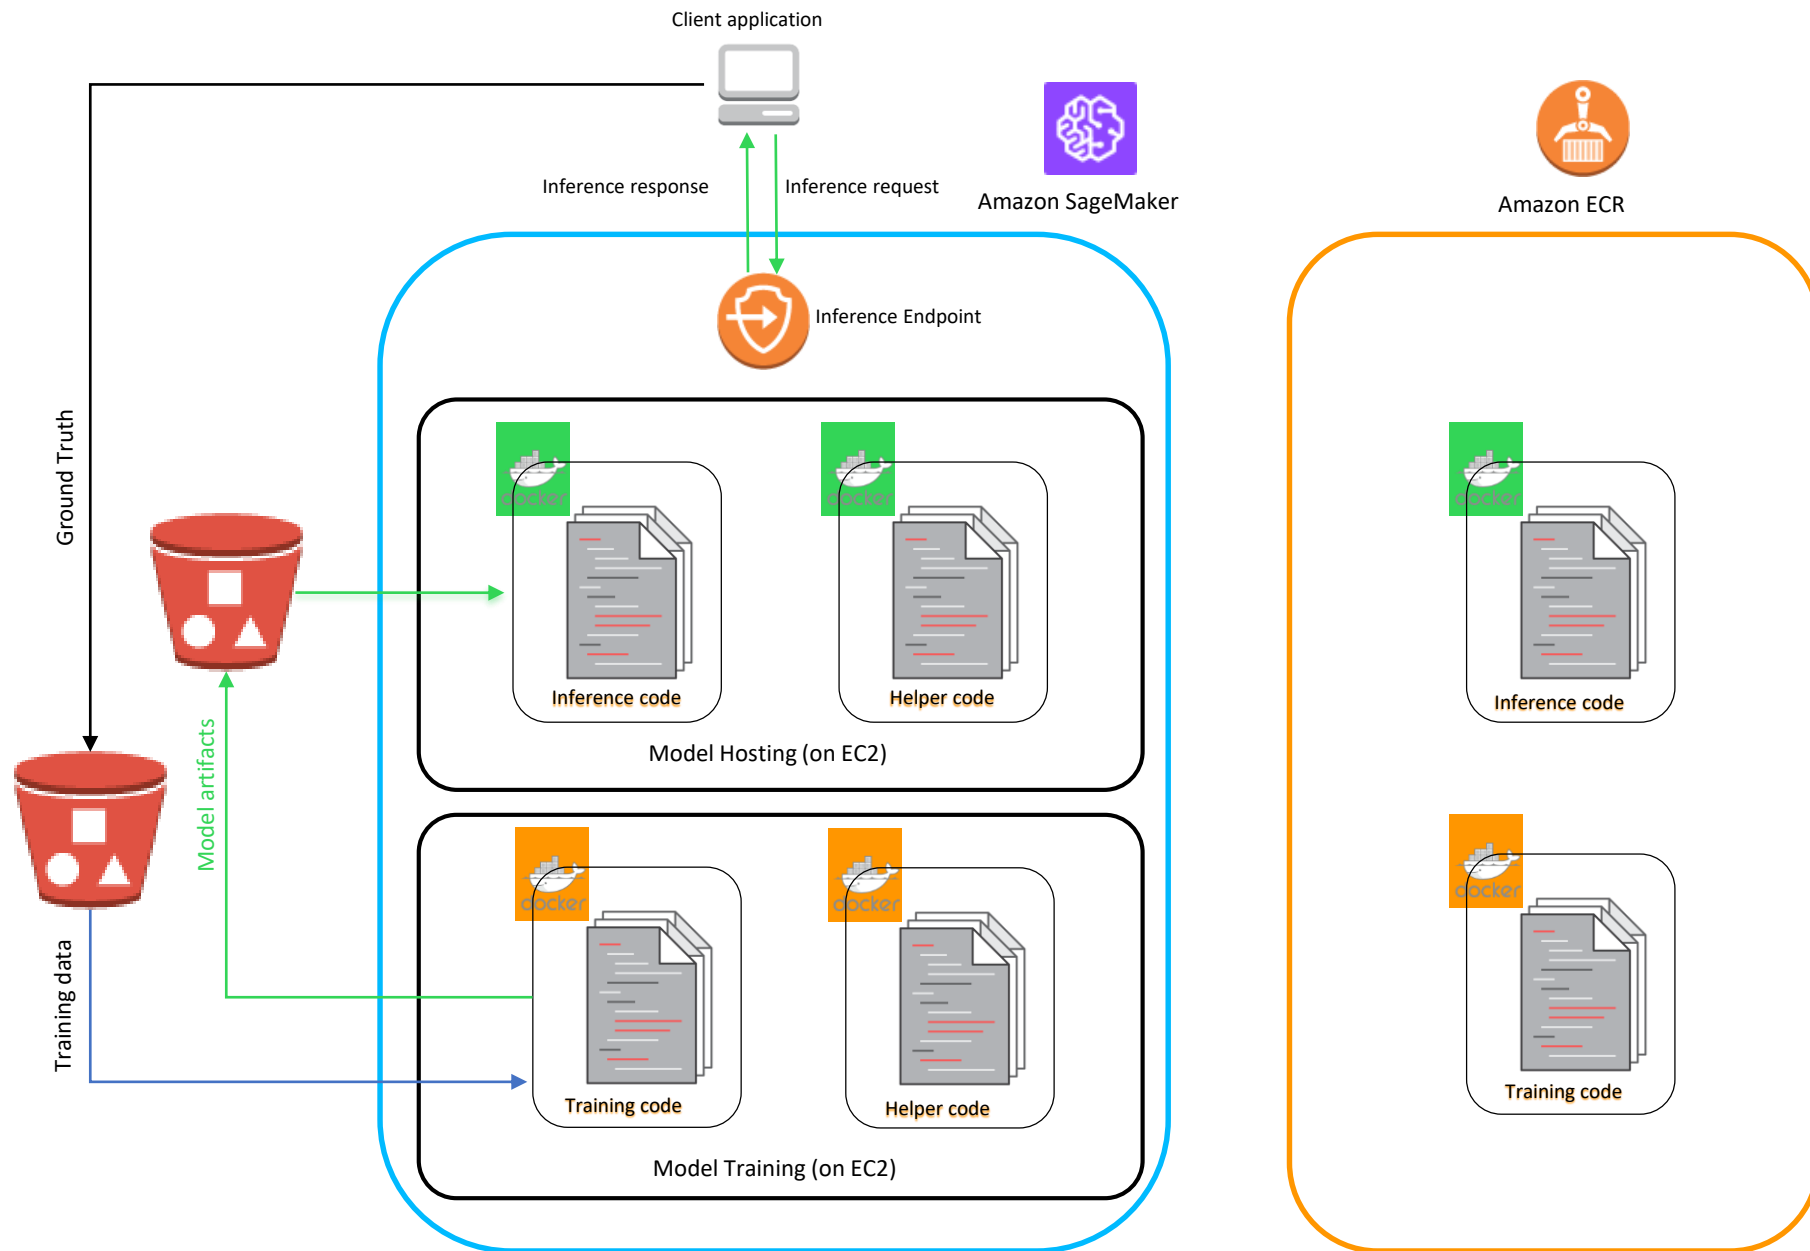 Client application
Inference response
Inference request
Amazon SageMaker
Amazon ECR
Inference Endpoint
Ground Truth
docker
docker
docker
Inference code
Helper code
Inference code
Model Hosting (on EC2)
Model artifacts
docker
docker
docker
Training data
Training code
Helper code
Training code
Model Training (on EC2)